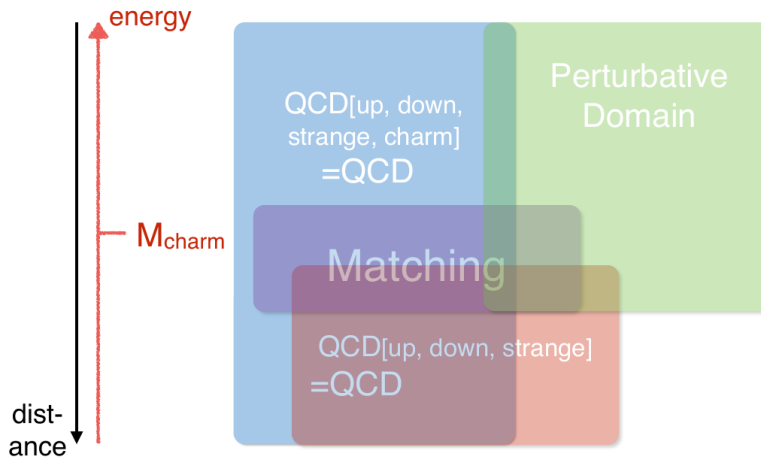 energy
QCD[up, down,
strange, charm]
=QCD
Perturbative
Domain
Mcharm
Matching
QCD[up, down, strange]
=QCD
dist-
ance